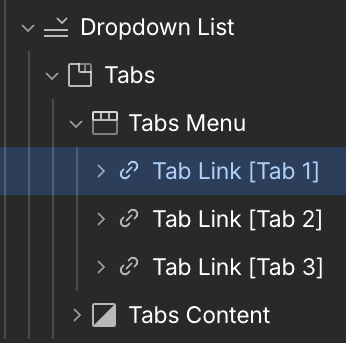 Dropdown List
Tabs
Tabs Menu
Tab Link [Tab 1]
Tab Link [Tab 2]
Tab Link [Tab 3]
Tabs Content